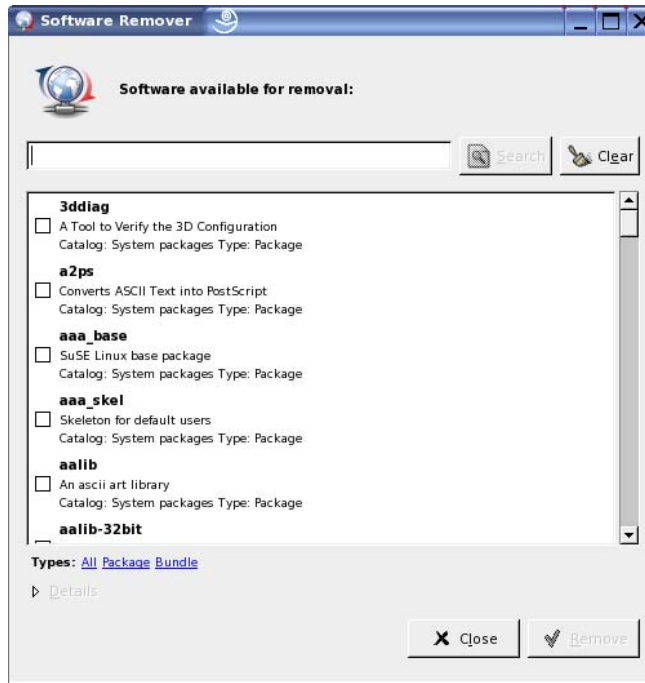 Software Remover
Software available for removal:
Search
Clear
3ddiag
A Tool to Verify the 3D Configuration
Catalog: System packages Type: Package
a2ps
Converts ASCII Text into PostScript
Catalog: System packages Type: Package
aaa_base
SuSE Linux base package
Catalog: System packages Type: Package
aaa_skel
Skeleton for default users
Catalog: System packages Type: Package
aalib
An ascii art library
Catalog: System packages Type: Package
aalib-32bit
Types: All Package Bundle
Details
Close
Remove